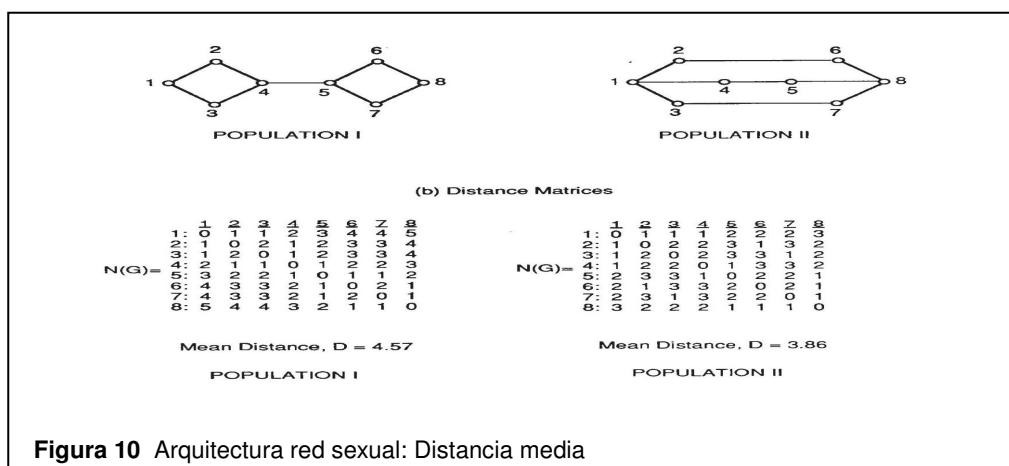 2 6
1 4 5 8
3 7
POPULATION I
2 6
1 4 5 8
3 7
POPULATION II
(b) Distance Matrices
1 2 3 4 5 6 7 8
1: 0 1 1 2 3 4 4 5
2: 1 0 2 1 2 3 3 4
3: 1 2 0 1 2 3 3 4
N(G)= 4: 2 1 1 0 1 2 2 3
5: 3 2 2 1 0 1 1 2
6: 4 3 3 2 1 0 2 1
7: 4 3 3 2 1 2 0 1
8: 5 4 4 3 2 1 1 0
Mean Distance, D = 4.57
POPULATION I
1 2 3 4 5 6 7 8
1: 0 1 1 1 2 2 2 3
2: 1 0 2 2 3 1 3 2
3: 1 2 0 2 3 3 1 2
N(G)= 4: 1 2 2 0 1 3 3 2
5: 2 3 3 1 0 2 2 1
6: 2 1 3 3 2 0 2 1
7: 2 3 1 3 2 2 0 1
8: 3 2 2 2 1 1 1 0
Mean Distance, D = 3.86
POPULATION II
Figura 10 Arquitectura red sexual: Distancia media